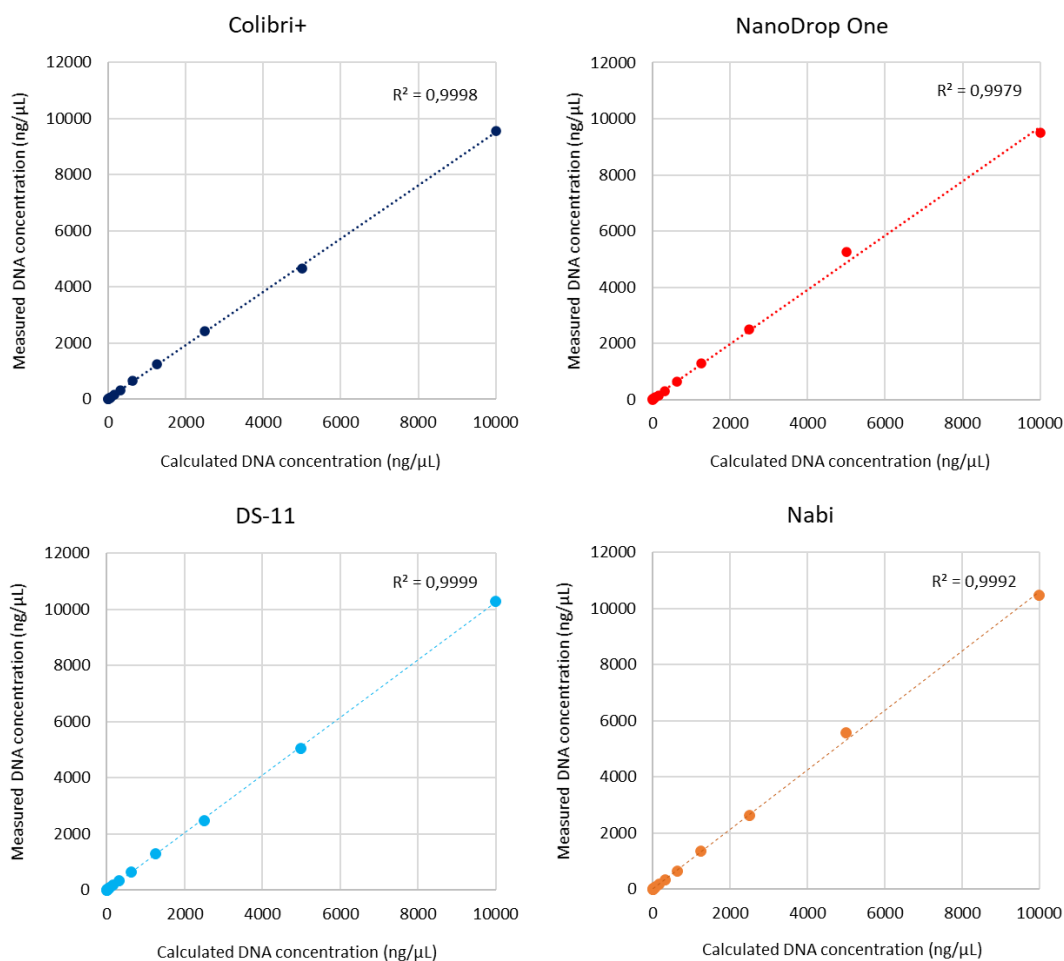 Colibri+
12000
10000
8000
6000
4000
2000
0
Measured DNA concentration (ng/µL)
R² = 0,9998
0 2000 4000 6000 8000 10000
Calculated DNA concentration (ng/µL)
NanoDrop One
12000
10000
8000
6000
4000
2000
0
Measured DNA concentration (ng/µL)
R² = 0,9979
0 2000 4000 6000 8000 10000
Calculated DNA concentration (ng/µL)
DS-11
12000
10000
8000
6000
4000
2000
0
Measured DNA concentration (ng/µL)
R² = 0,9999
0 2000 4000 6000 8000 10000
Calculated DNA concentration (ng/µL)
Nabi
12000
10000
8000
6000
4000
2000
0
Measured DNA concentration (ng/µL)
R² = 0,9992
0 2000 4000 6000 8000 10000
Calculated DNA concentration (ng/µL)